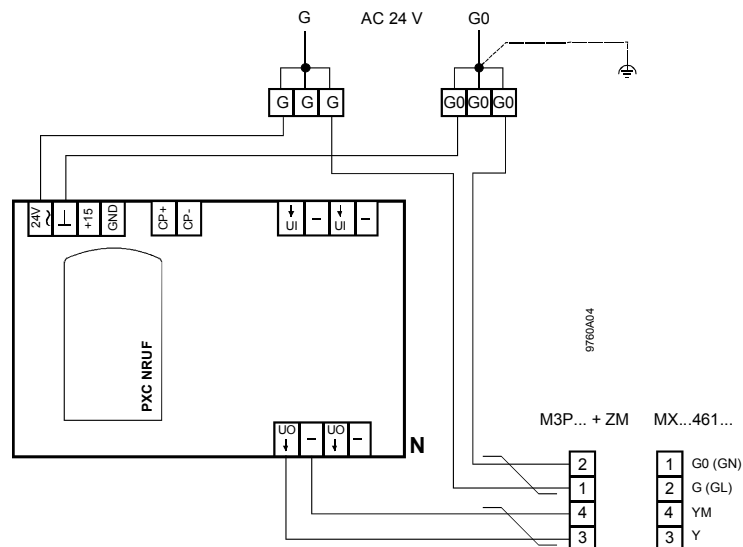 G AC 24 V G0
G G G G0 G0 G0
24V ~ ⊥ +15 GND CP+ CP- ↓ UI – ↓ UI –
PXC NRUF
9760A04
UO ↓ – UO ↓ –
N
M3P... + ZM MX...461...
2 1 G0 (GN)
1 2 G (GL)
4 4 YM
3 3 Y